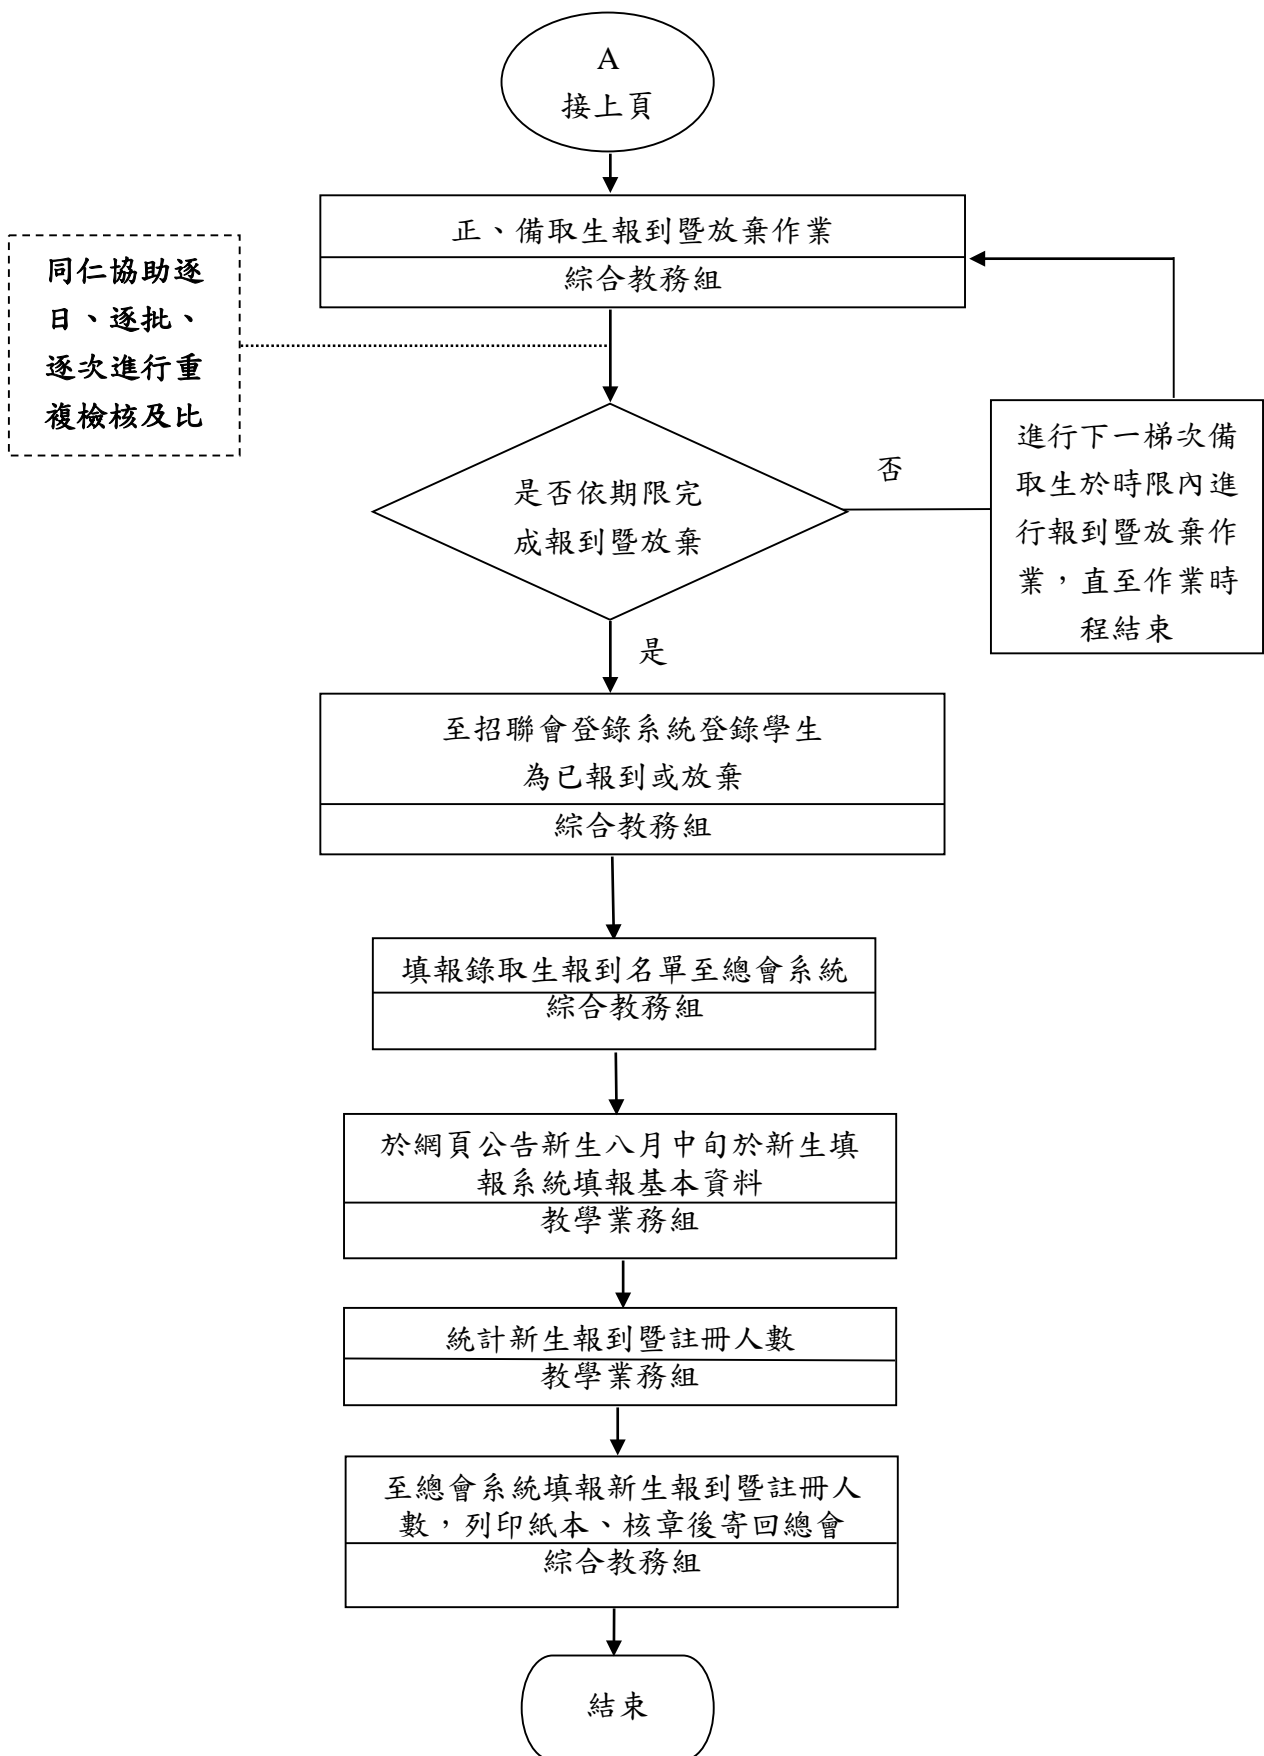 A
接上頁
正、備取生報到暨放棄作業
綜合教務組
同仁協助逐
日、逐批、
逐次進行重
複檢核及比
是否依期限完
成報到暨放棄
否
進行下一梯次備
取生於時限內進
行報到暨放棄作
業，直至作業時
程結束
是
至招聯會登錄系統登錄學生
為已報到或放棄
綜合教務組
填報錄取生報到名單至總會系統
綜合教務組
於網頁公告新生八月中旬於新生填
報系統填報基本資料
教學業務組
統計新生報到暨註冊人數
教學業務組
至總會系統填報新生報到暨註冊人
數，列印紙本、核章後寄回總會
綜合教務組
結束